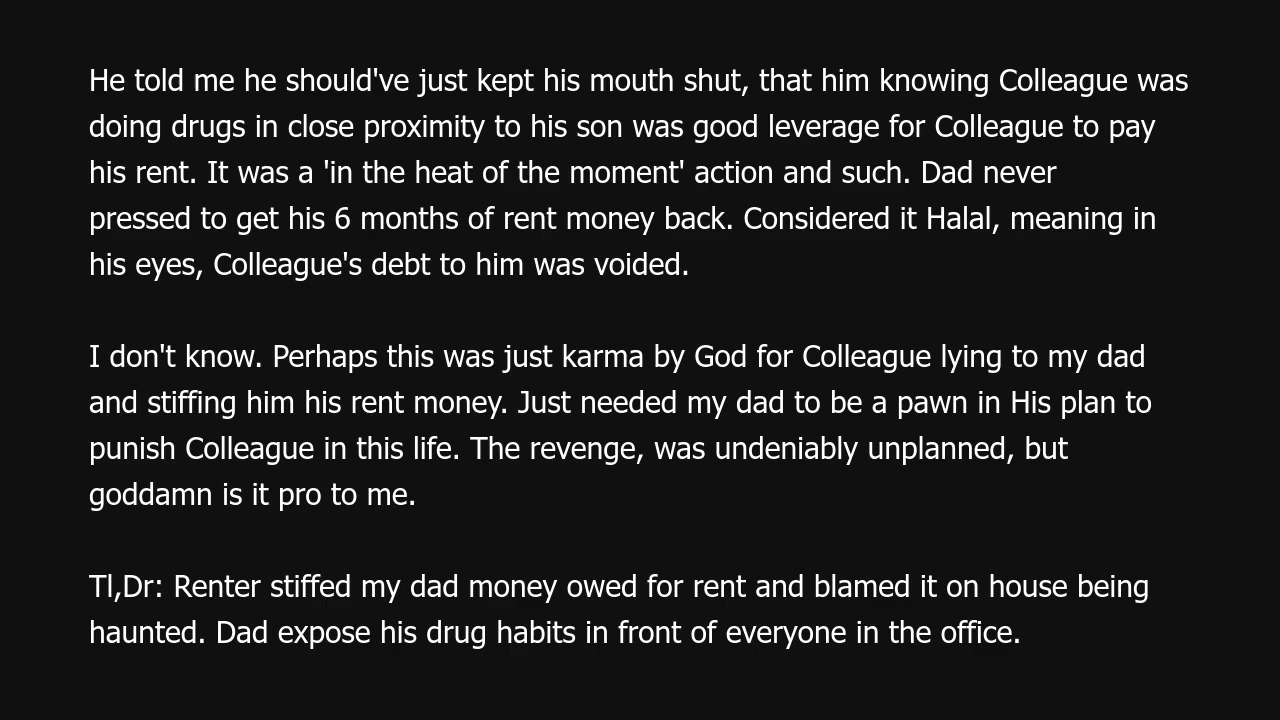 He told me he should've just kept his mouth shut, that him knowing Colleague was
doing drugs in close proximity to his son was good leverage for Colleague to pay
his rent. It was a 'in the heat of the moment' action and such. Dad never
pressed to get his 6 months of rent money back. Considered it Halal, meaning in
his eyes, Colleague's debt to him was voided.
I don't know. Perhaps this was just karma by God for Colleague lying to my dad
and stiffing him his rent money. Just needed my dad to be a pawn in His plan to
punish Colleague in this life. The revenge, was undeniably unplanned, but
goddamn is it pro to me.
Tl,Dr: Renter stiffed my dad money owed for rent and blamed it on house being
haunted. Dad expose his drug habits in front of everyone in the office.